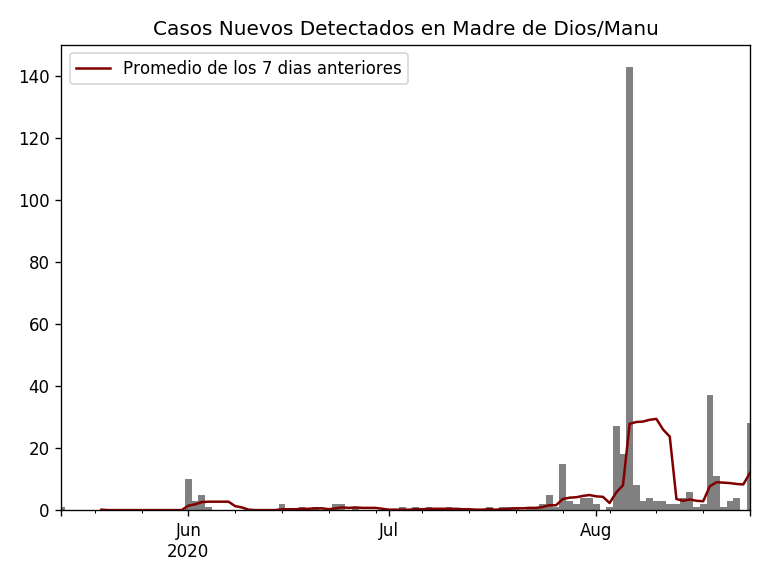 Casos Nuevos Detectados en Madre de Dios/Manu
Promedio de los 7 dias anteriores
140
120
100
80
60
40
20
0
Jun
2020
Jul
Aug